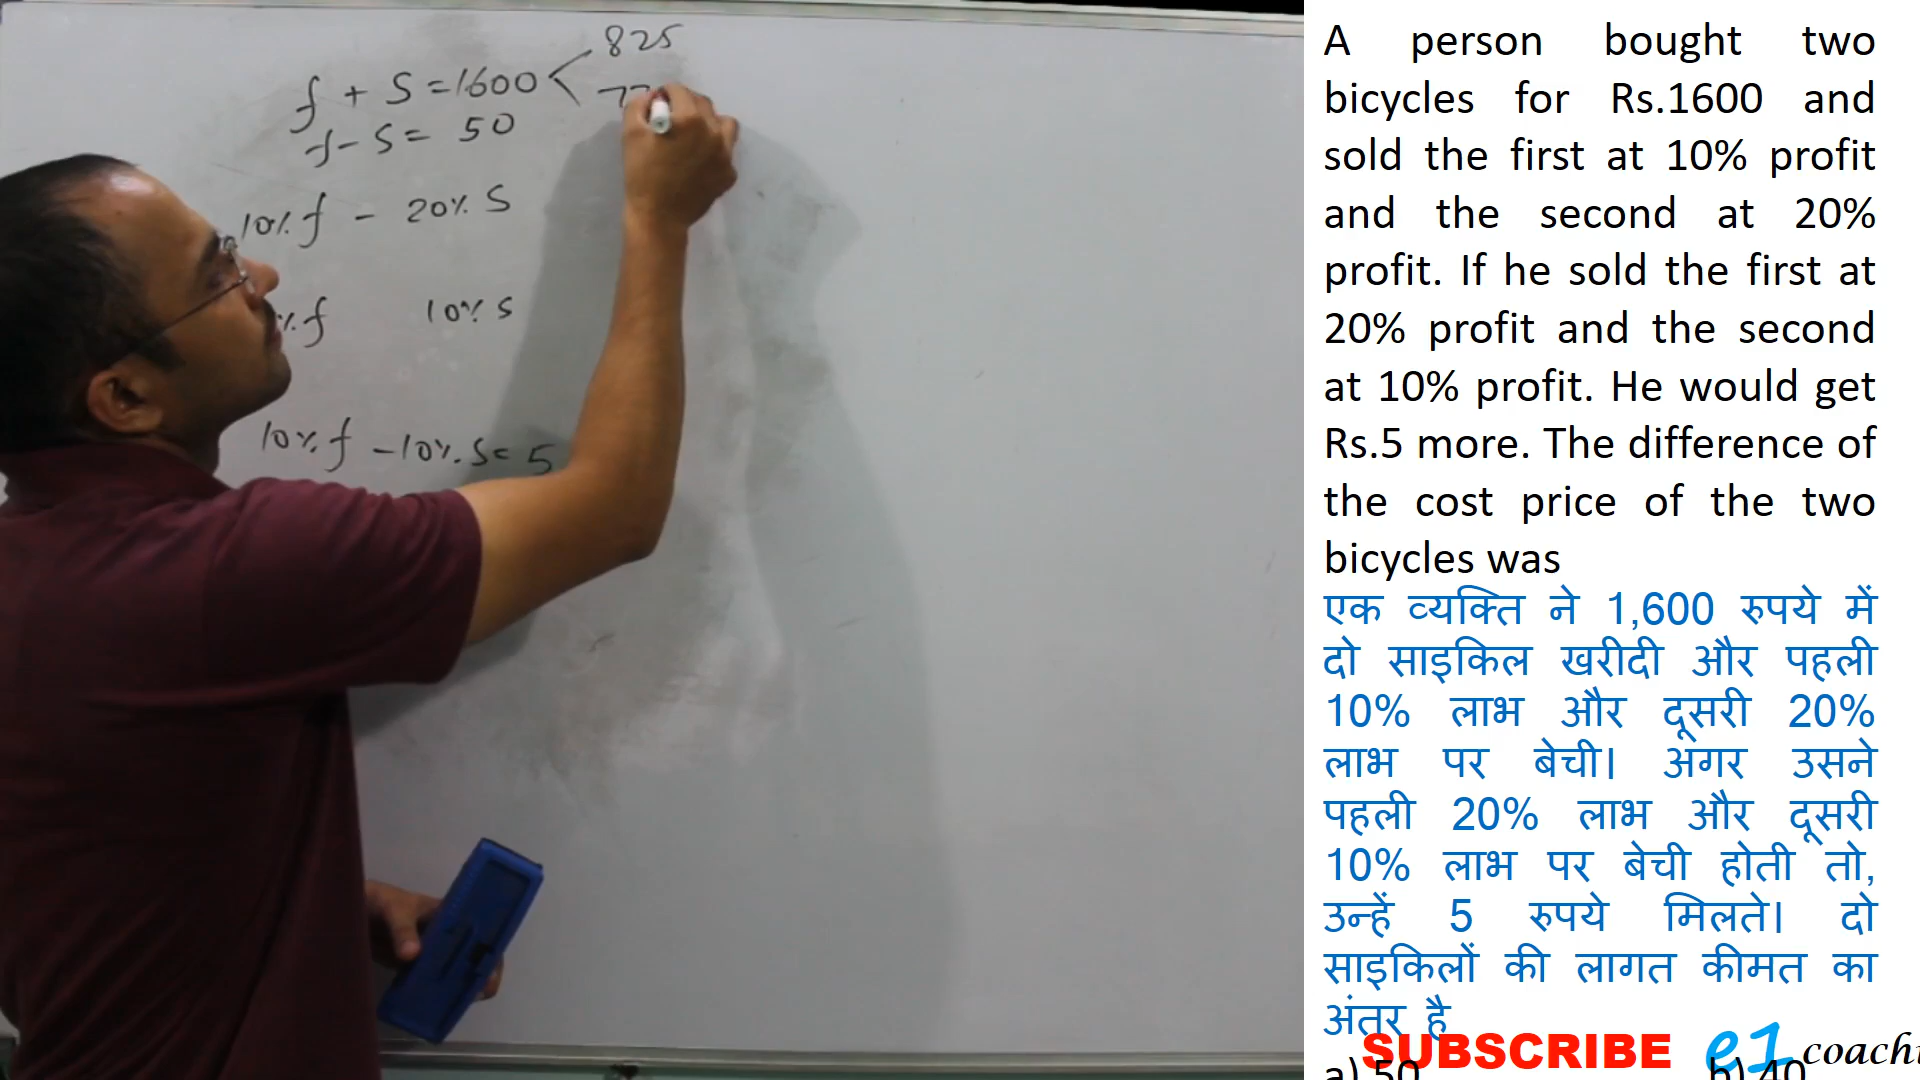 f + S = 1600 < 825
f - S = 50
10% f - 20% S
% f 10% S
10% f - 10% S = 5
A person bought two
bicycles for Rs.1600 and
sold the first at 10% profit
and the second at 20%
profit. If he sold the first at
20% profit and the second
at 10% profit. He would get
Rs.5 more. The difference of
the cost price of the two
bicycles was
एक व्यक्ति ने 1,600 रुपये में
दो साइकिल खरीदी और पहली
10% लाभ और दूसरी 20%
लाभ पर बेची। अगर उसने
पहली 20% लाभ और दूसरी
10% लाभ पर बेची होती तो,
उन्हें 5 रुपये मिलते। दो
साइकिलों की लागत कीमत का
अंतर है
SUBSCRIBE e1 coachi
a) 50 b) 40